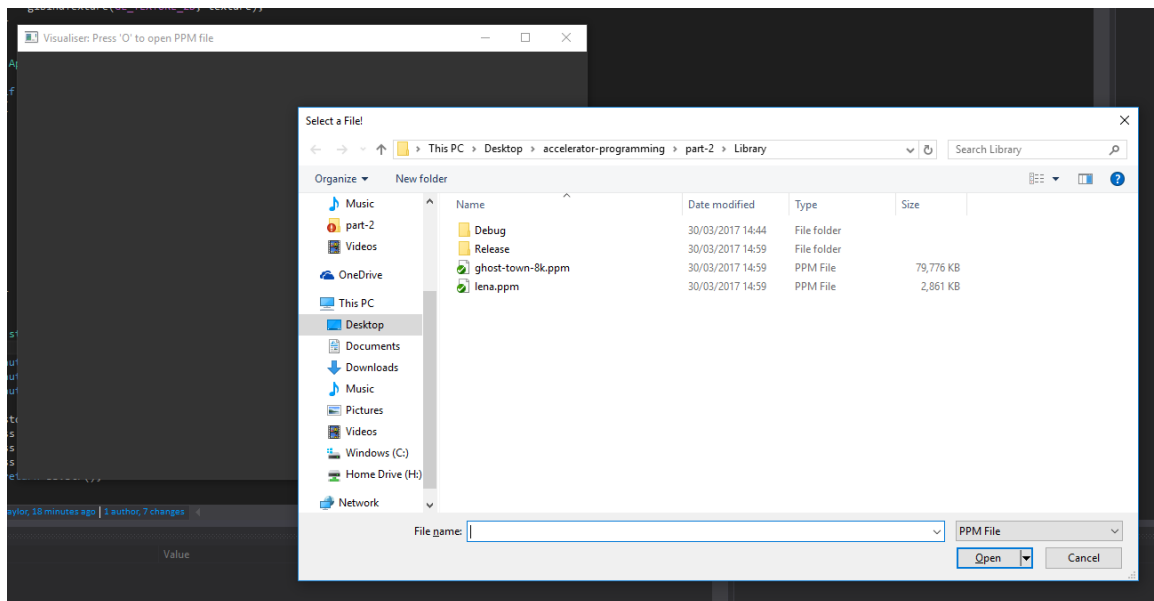 glBindTexture(GL_TEXTURE_2D, texture);
Visualiser: Press 'O' to open PPM file
Select a File!
This PC > Desktop > accelerator-programming > part-2 > Library
Search Library
Organize
New folder
Music
part-2
Videos
OneDrive
This PC
Desktop
Documents
Downloads
Music
Pictures
Videos
Windows (C:)
Home Drive (H:)
Network
Name Date modified Type Size
Debug 30/03/2017 14:44 File folder
Release 30/03/2017 14:59 File folder
ghost-town-8k.ppm 30/03/2017 14:59 PPM File 79,776 KB
lena.ppm 30/03/2017 14:59 PPM File 2,861 KB
File name:
PPM File
Open
Cancel
aylor, 18 minutes ago | 1 author, 7 changes
Value